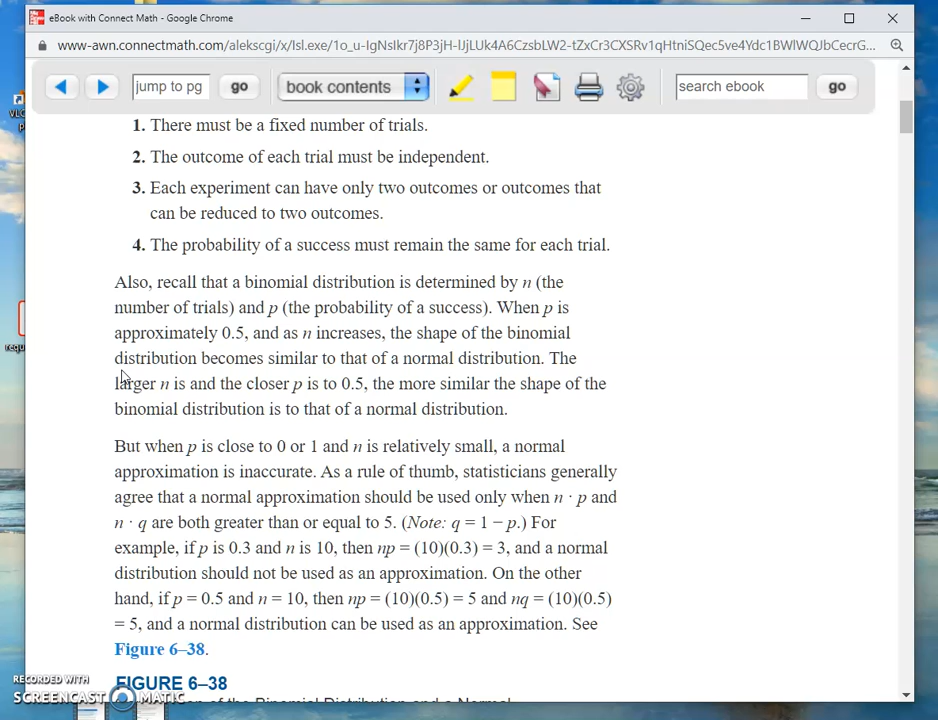 eBook with Connect Math - Google Chrome
www-awn.connectmath.com/alekscgi/x/Isl.exe/1o_u-IgNsIkr7j8P3jH-lJjLUk4A6CzsbLW2-tZxCr3CXSRv1qHtniSQec5ve4Ydc1BWlWQJbCecrG...
jump to pg go book contents search ebook go
1. There must be a fixed number of trials.
2. The outcome of each trial must be independent.
3. Each experiment can have only two outcomes or outcomes that
can be reduced to two outcomes.
4. The probability of a success must remain the same for each trial.
Also, recall that a binomial distribution is determined by n (the
number of trials) and p (the probability of a success). When p is
approximately 0.5, and as n increases, the shape of the binomial
distribution becomes similar to that of a normal distribution. The
larger n is and the closer p is to 0.5, the more similar the shape of the
binomial distribution is to that of a normal distribution.
But when p is close to 0 or 1 and n is relatively small, a normal
approximation is inaccurate. As a rule of thumb, statisticians generally
agree that a normal approximation should be used only when n · p and
n · q are both greater than or equal to 5. (Note: q = 1 − p.) For
example, if p is 0.3 and n is 10, then np = (10)(0.3) = 3, and a normal
distribution should not be used as an approximation. On the other
hand, if p = 0.5 and n = 10, then np = (10)(0.5) = 5 and nq = (10)(0.5)
= 5, and a normal distribution can be used as an approximation. See
Figure 6–38.
FIGURE 6–38
of the Binomial Distribution and a Normal
RECORDED WITH
SCREENCAST MATIC